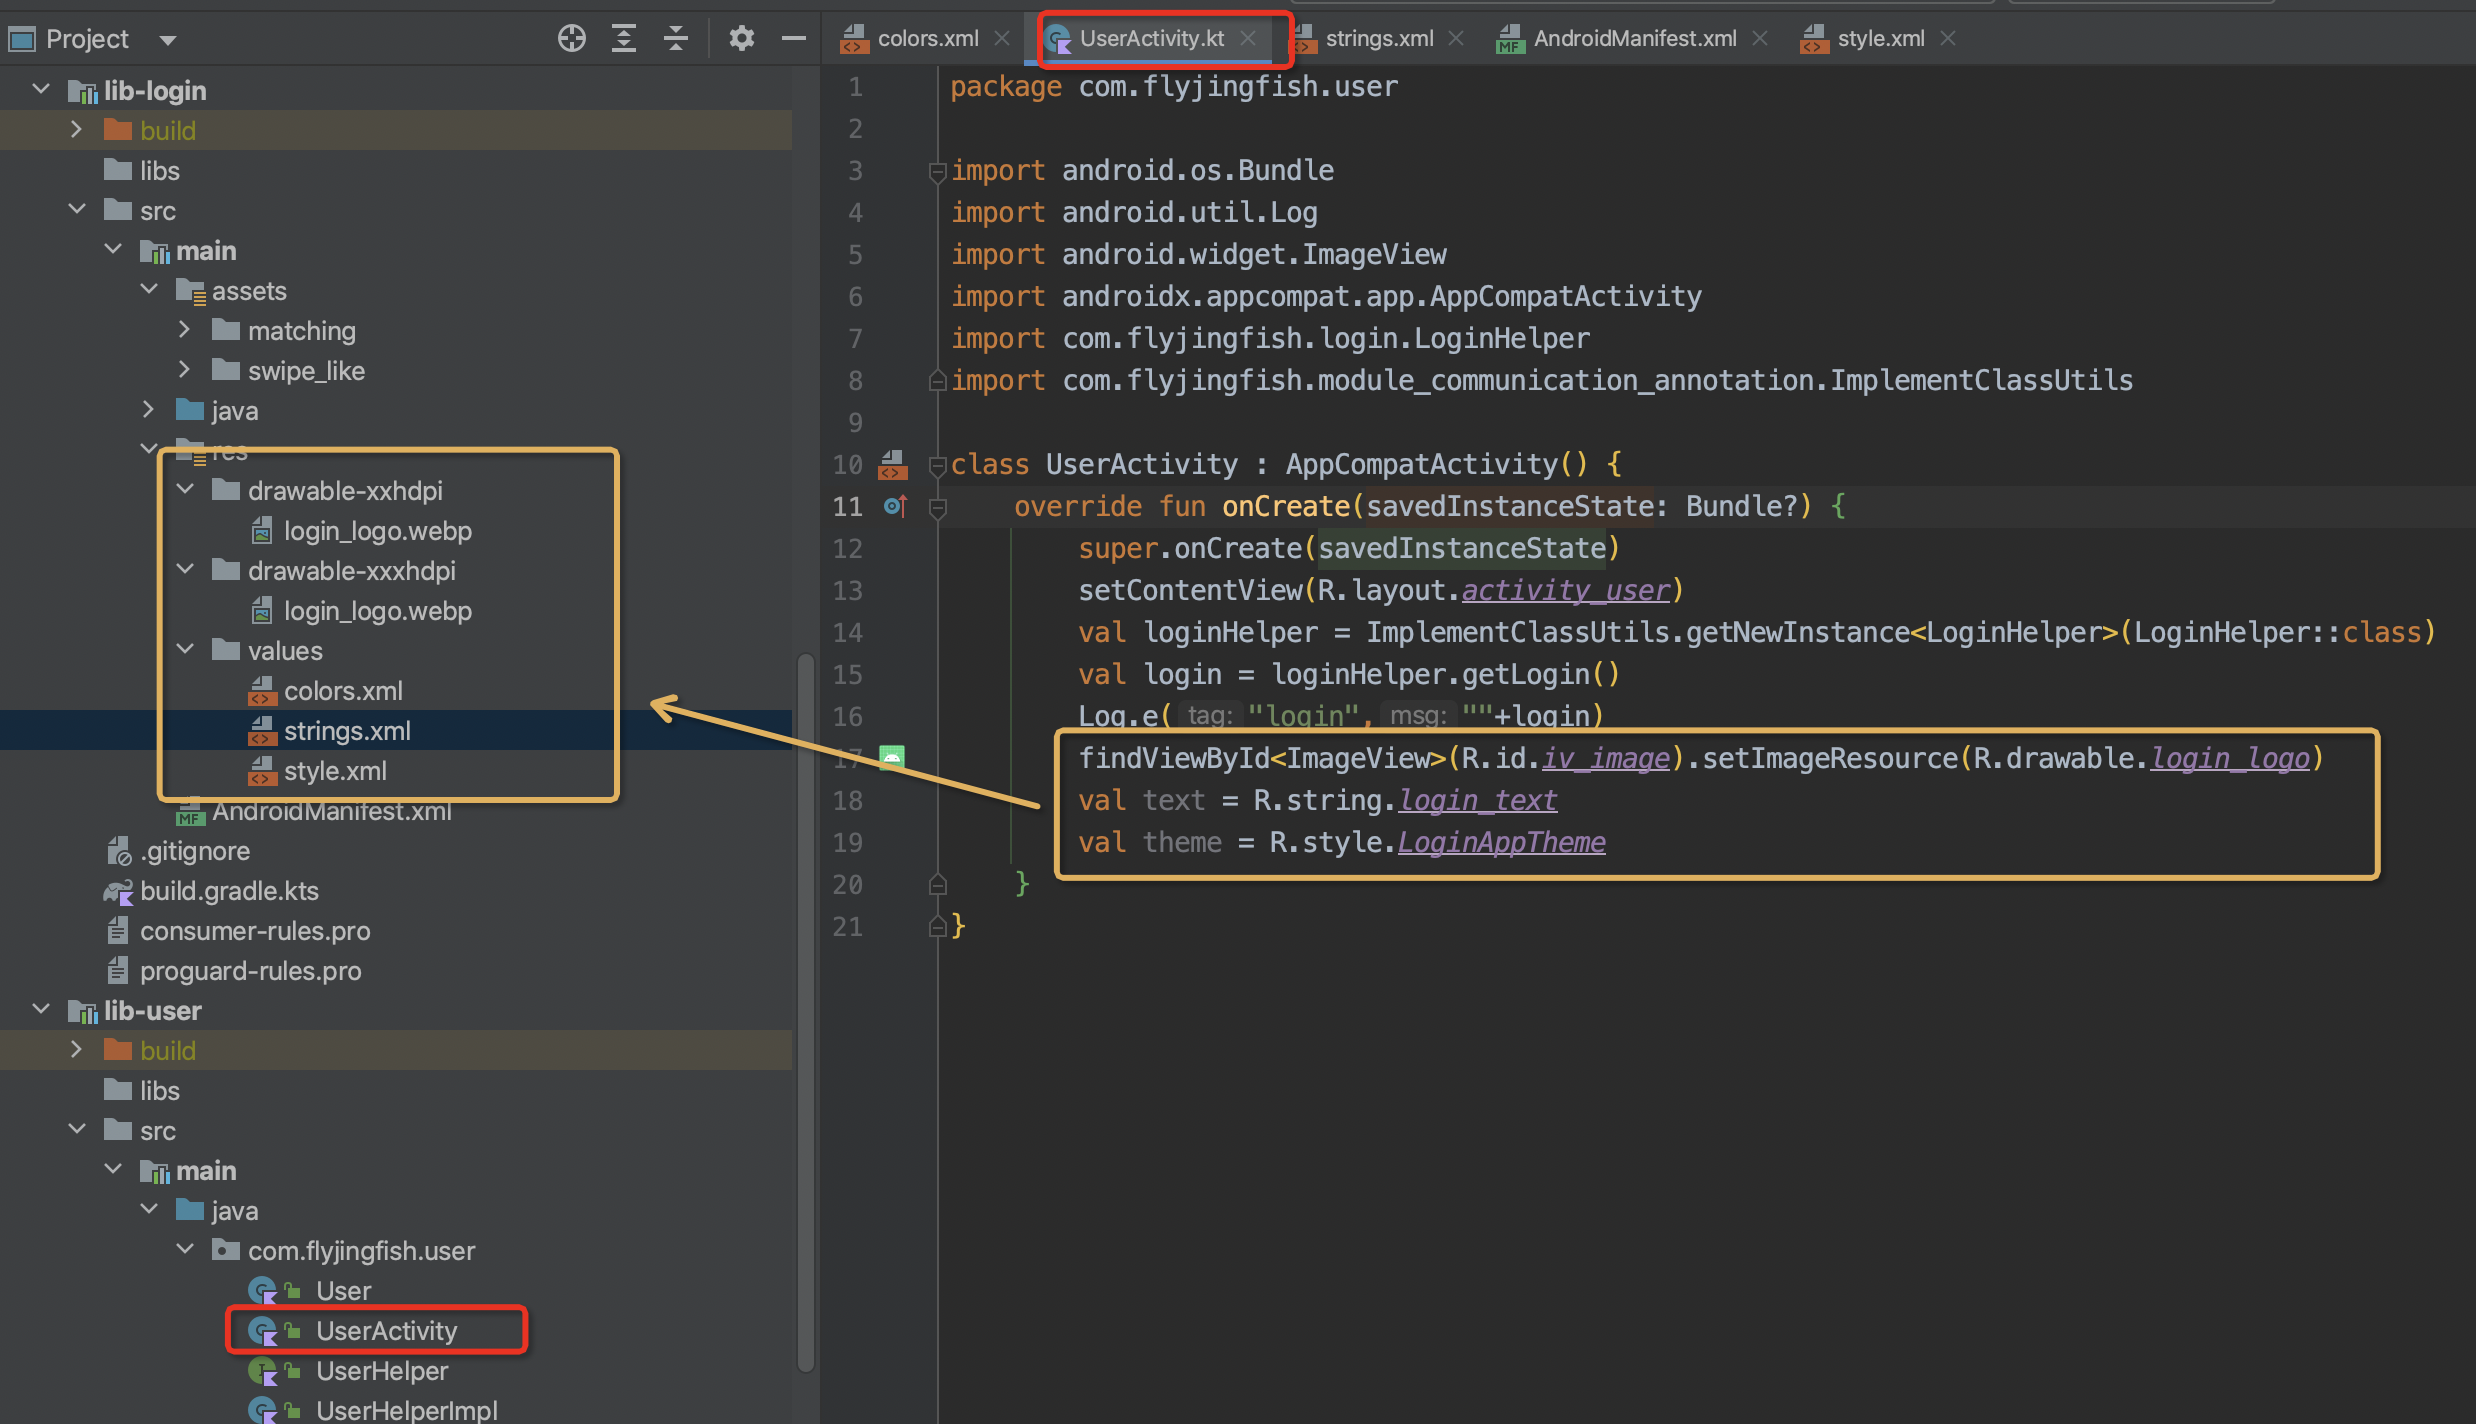 Project
lib-login
build
libs
src
main
assets
matching
swipe_like
java
res
drawable-xxhdpi
login_logo.webp
drawable-xxxhdpi
login_logo.webp
values
colors.xml
strings.xml
style.xml
AndroidManifest.xml
.gitignore
build.gradle.kts
consumer-rules.pro
proguard-rules.pro
lib-user
build
libs
src
main
java
com.flyjingfish.user
User
UserActivity
UserHelper
UserHelperImpl
colors.xml UserActivity.kt strings.xml AndroidManifest.xml style.xml
1 package com.flyjingfish.user
2
3 import android.os.Bundle
4 import android.util.Log
5 import android.widget.ImageView
6 import androidx.appcompat.app.AppCompatActivity
7 import com.flyjingfish.login.LoginHelper
8 import com.flyjingfish.module_communication_annotation.ImplementClassUtils
9
10 class UserActivity : AppCompatActivity() {
11 override fun onCreate(savedInstanceState: Bundle?) {
12 super.onCreate(savedInstanceState)
13 setContentView(R.layout.activity_user)
14 val loginHelper = ImplementClassUtils.getNewInstance<LoginHelper>(LoginHelper::class)
15 val login = loginHelper.getLogin()
16 Log.e( tag: "login", msg: ""+login)
17 findViewById<ImageView>(R.id.iv_image).setImageResource(R.drawable.login_logo)
18 val text = R.string.login_text
19 val theme = R.style.LoginAppTheme
20 }
21 }